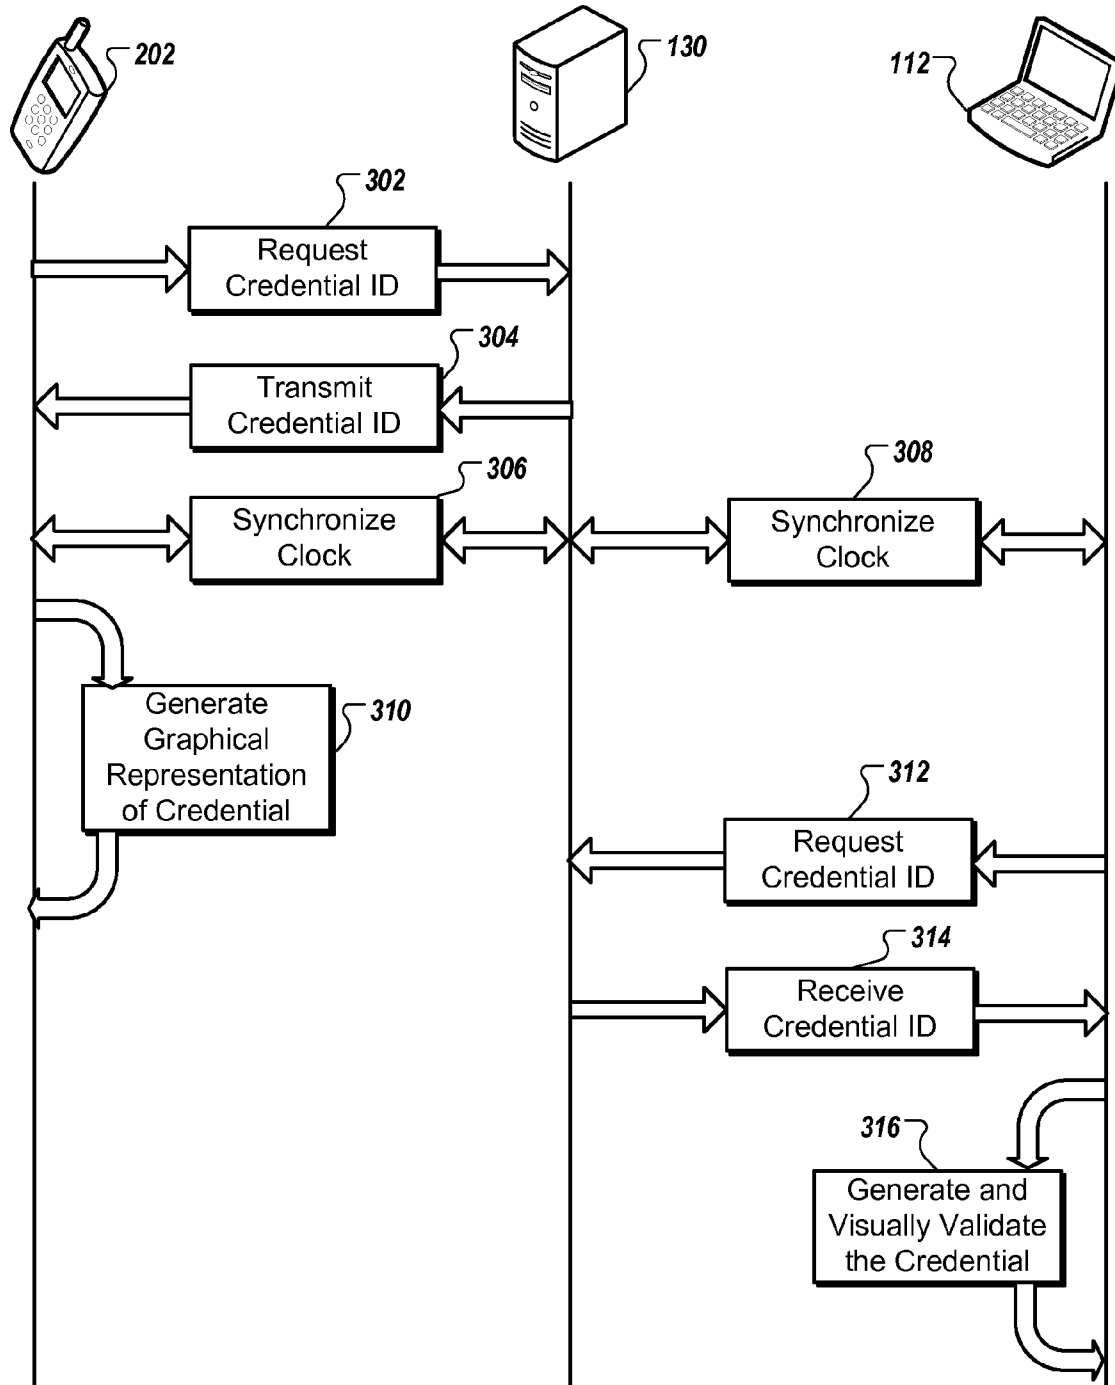 202
130
112
302
Request
Credential ID
304
Transmit
Credential ID
306
Synchronize
Clock
308
Synchronize
Clock
310
Generate
Graphical
Representation
of Credential
312
Request
Credential ID
314
Receive
Credential ID
316
Generate and
Visually Validate
the Credential